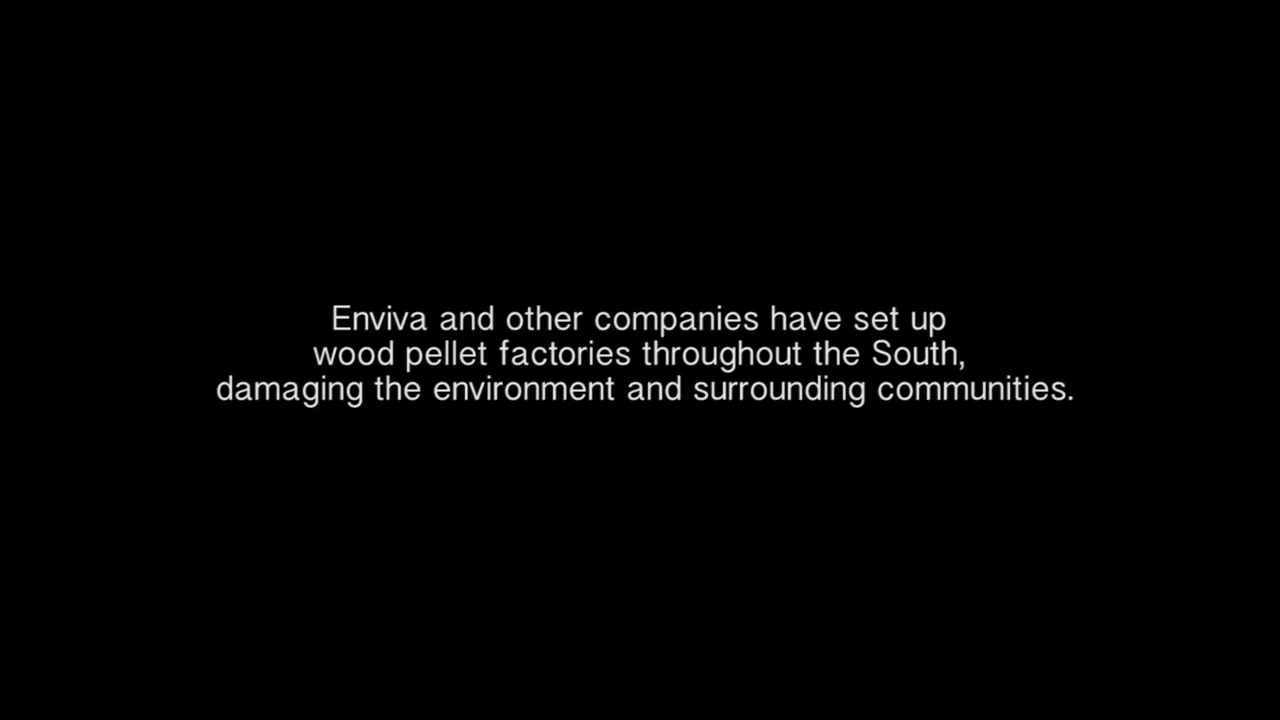 Enviva and other companies have set up
wood pellet factories throughout the South,
damaging the environment and surrounding communities.